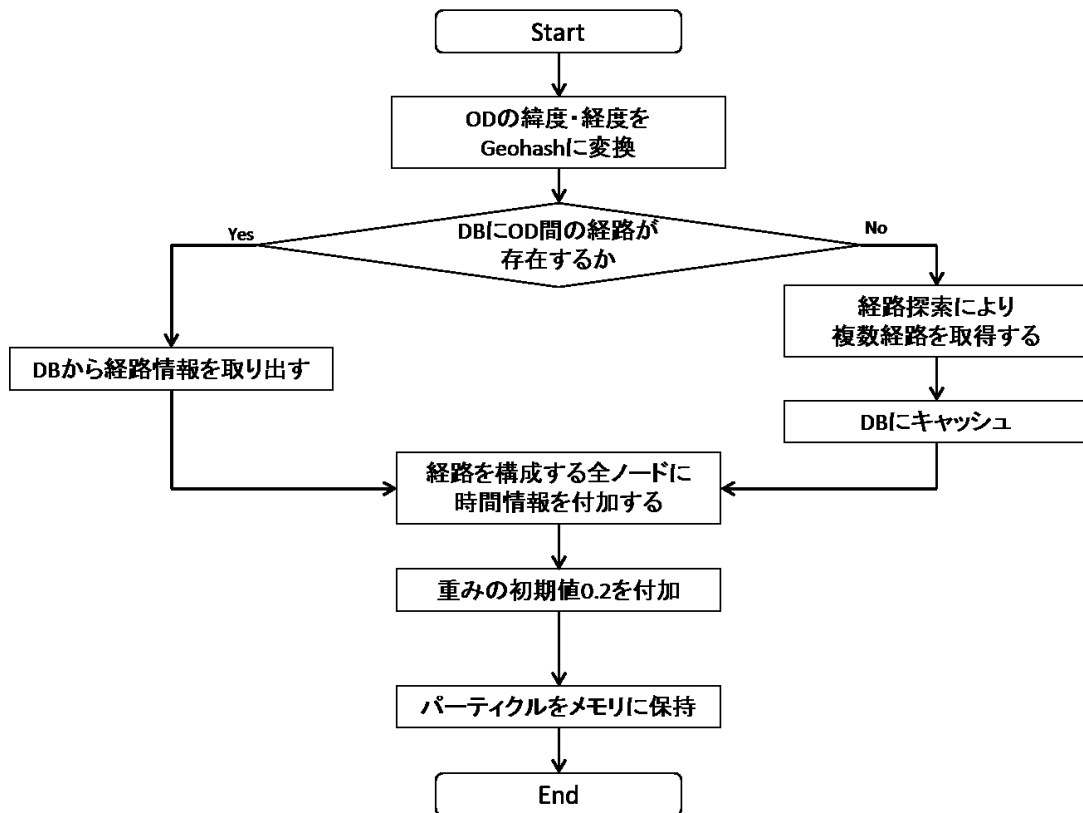 Start
ODの緯度・経度を
Geohashに変換
DBにOD間の経路が
存在するか
Yes
No
経路探索により
複数経路を取得する
DBから経路情報を取り出す
DBにキャッシュ
経路を構成する全ノードに
時間情報を付加する
重みの初期値0.2を付加
パーティクルをメモリに保持
End